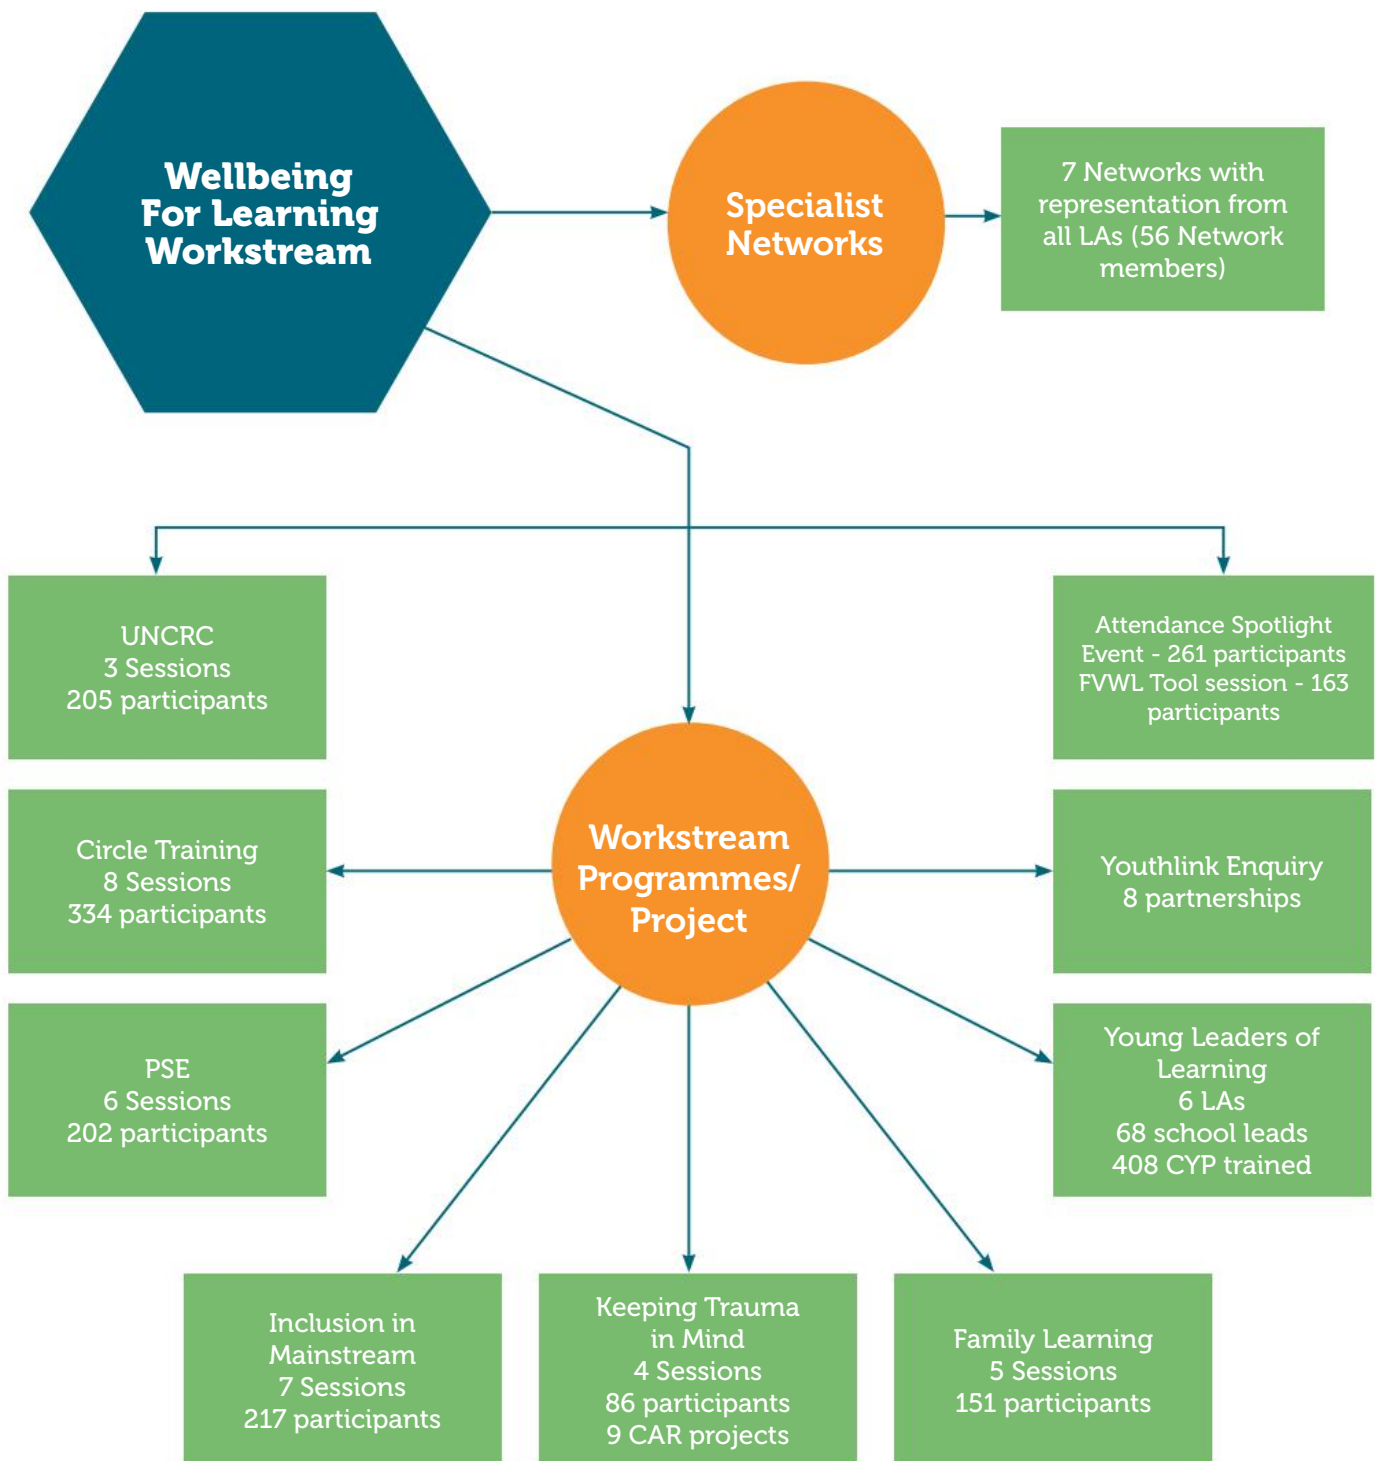 Wellbeing
For Learning
Workstream
Specialist
Networks
7 Networks with
representation from
all LAs (56 Network
members)
UNCRC
3 Sessions
205 participants
Attendance Spotlight
Event - 261 participants
FVWL Tool session - 163
participants
Circle Training
8 Sessions
334 participants
Workstream
Programmes/
Project
Youthlink Enquiry
8 partnerships
PSE
6 Sessions
202 participants
Young Leaders of
Learning
6 LAs
68 school leads
408 CYP trained
Inclusion in
Mainstream
7 Sessions
217 participants
Keeping Trauma
in Mind
4 Sessions
86 participants
9 CAR projects
Family Learning
5 Sessions
151 participants